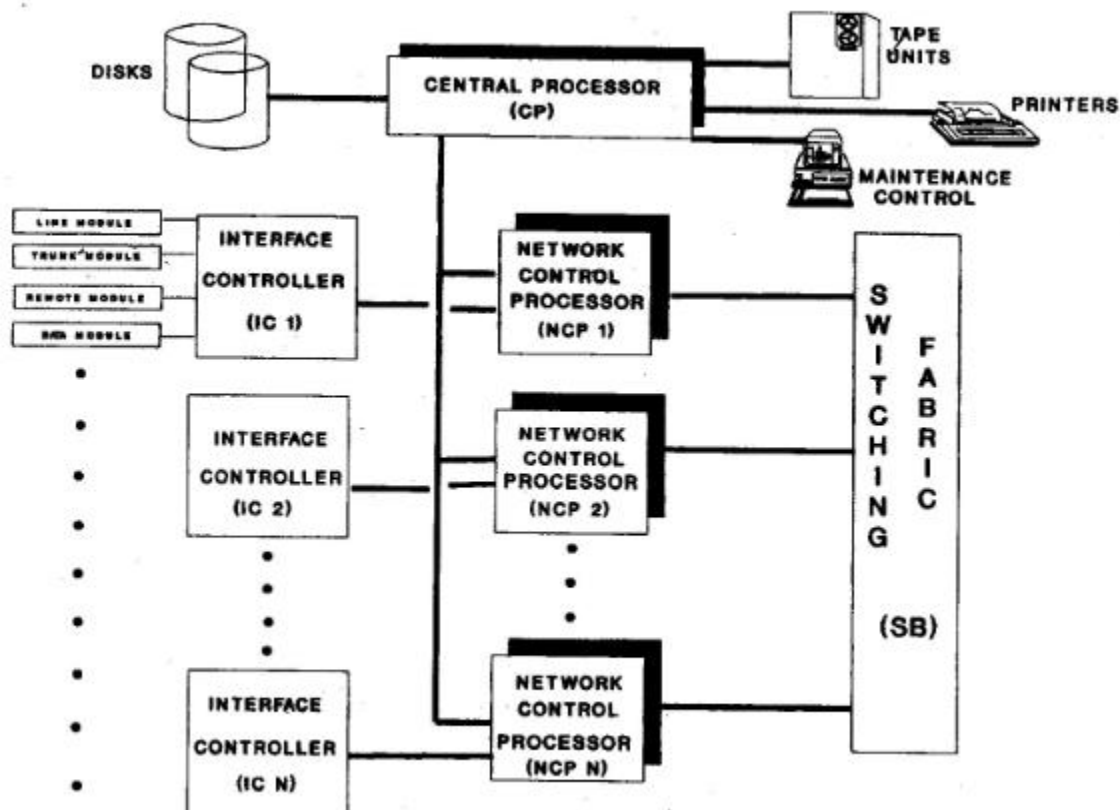 DISKS
CENTRAL PROCESSOR
(CP)
TAPE
UNITS
PRINTERS
MAINTENANCE
CONTROL
LINE MODULE
TRUNK MODULE
REMOTE MODULE
DATA MODULE
INTERFACE
CONTROLLER
(IC 1)
NETWORK
CONTROL
PROCESSOR
(NCP 1)
INTERFACE
CONTROLLER
(IC 2)
NETWORK
CONTROL
PROCESSOR
(NCP 2)
INTERFACE
CONTROLLER
(IC N)
NETWORK
CONTROL
PROCESSOR
(NCP N)
SWITCHING
FABRIC
(SB)